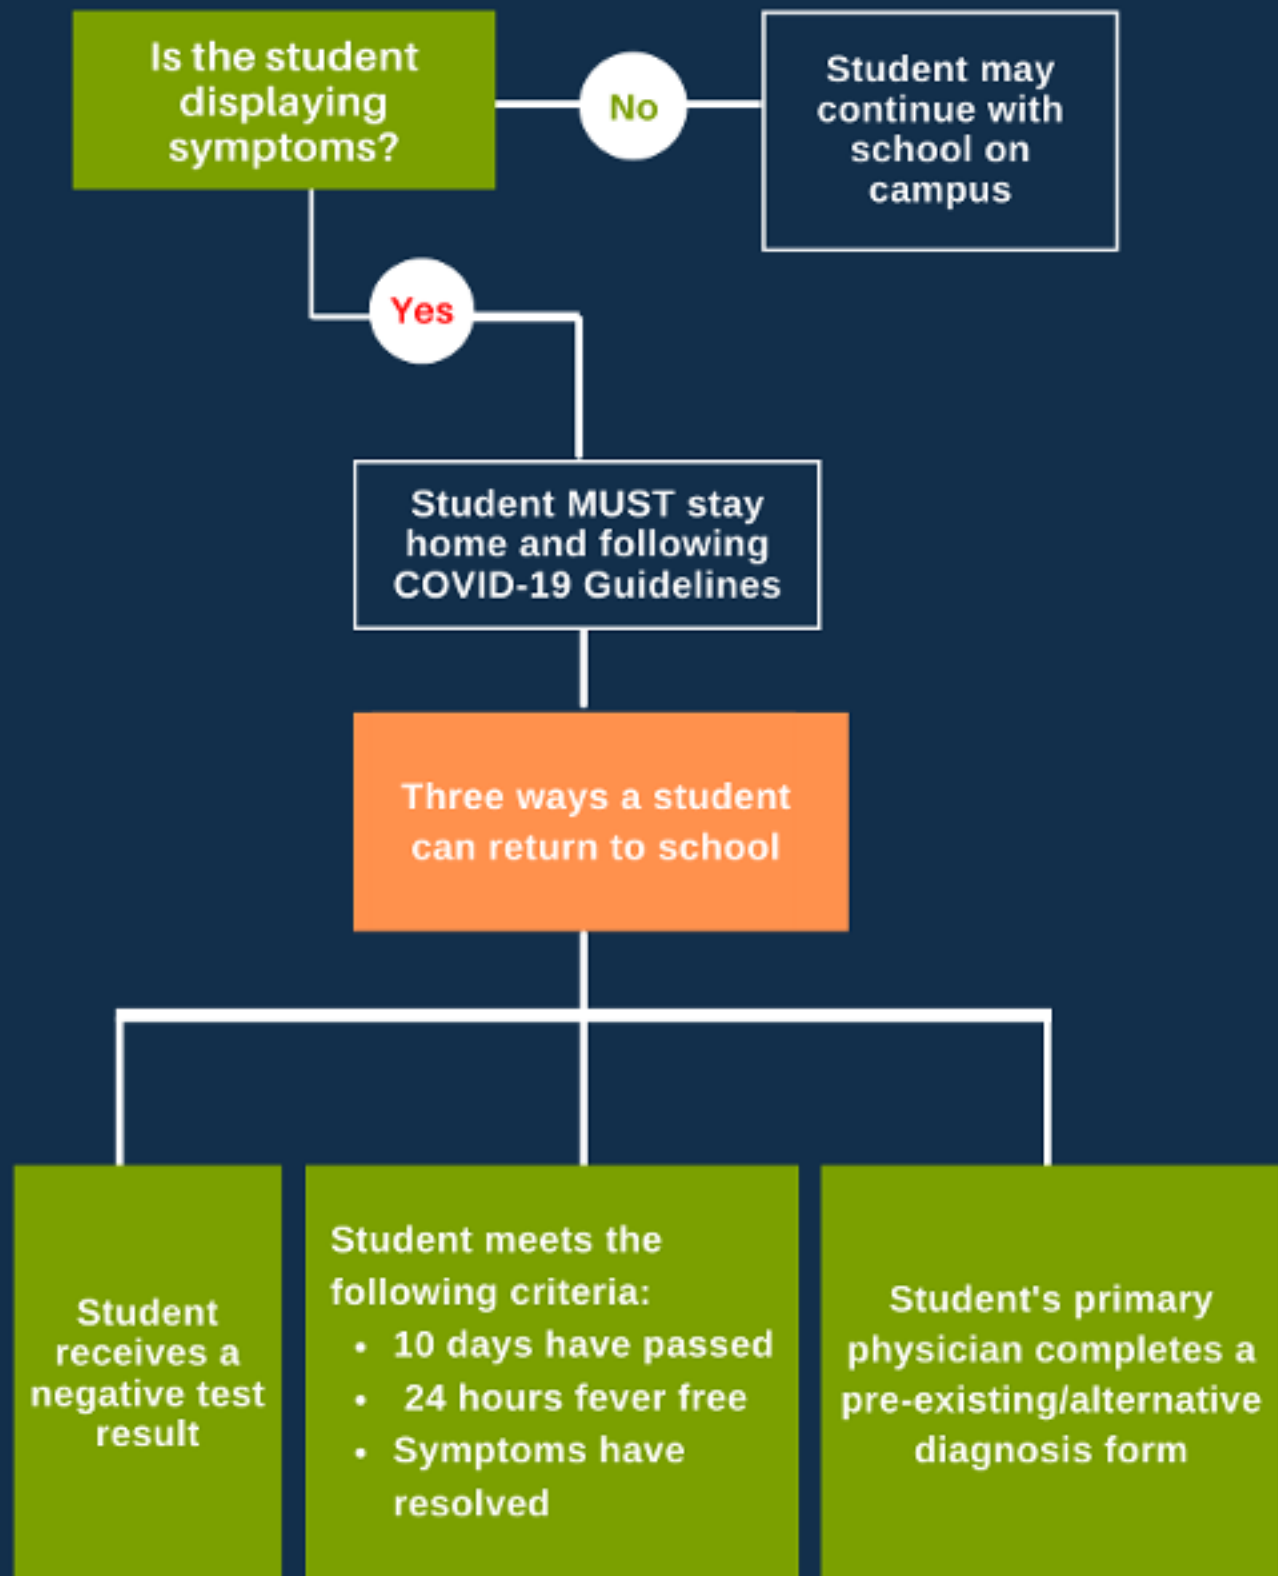 Is the student
displaying
symptoms?
No
Student may
continue with
school on
campus
Yes
Student MUST stay
home and following
COVID-19 Guidelines
Three ways a student
can return to school
Student
receives a
negative test
result
Student meets the
following criteria:
• 10 days have passed
• 24 hours fever free
• Symptoms have
resolved
Student's primary
physician completes a
pre-existing/alternative
diagnosis form